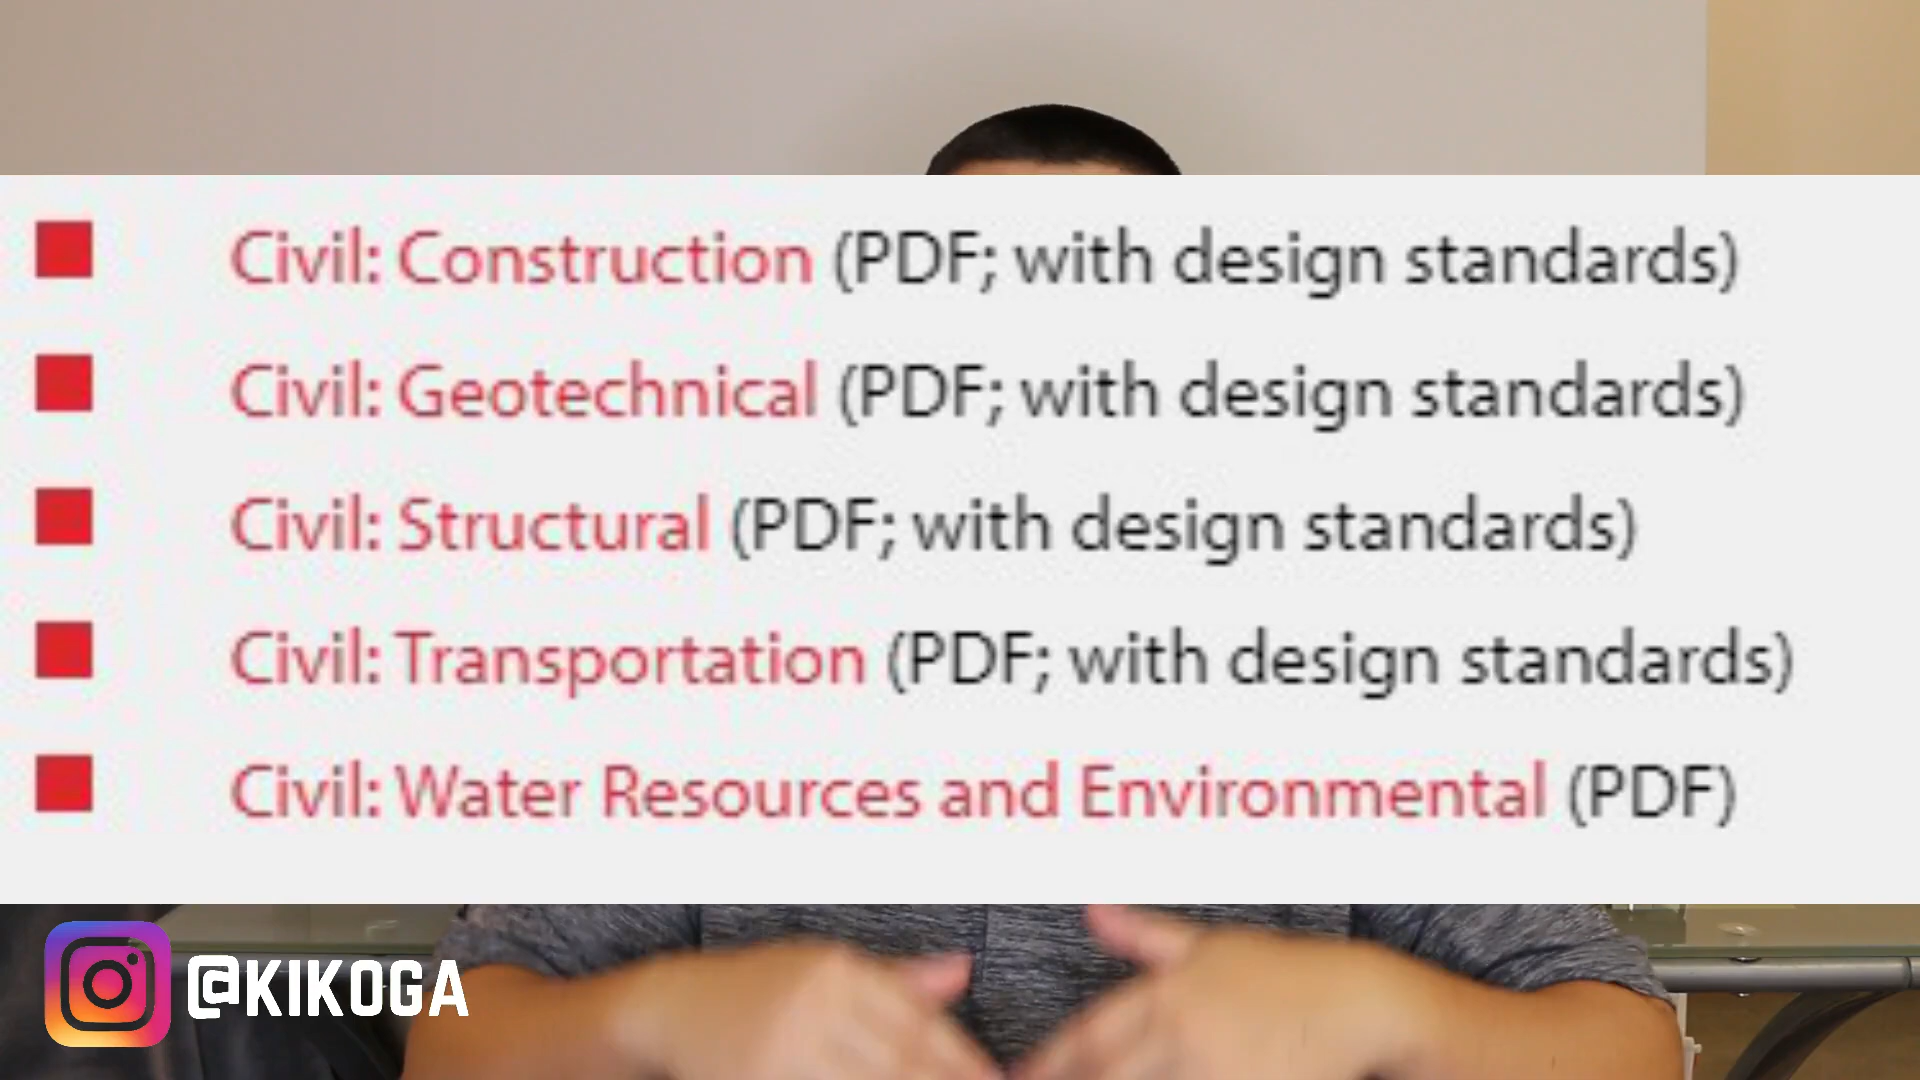 Civil: Construction (PDF; with design standards)
Civil: Geotechnical (PDF; with design standards)
Civil: Structural (PDF; with design standards)
Civil: Transportation (PDF; with design standards)
Civil: Water Resources and Environmental (PDF)
@KIKOGA